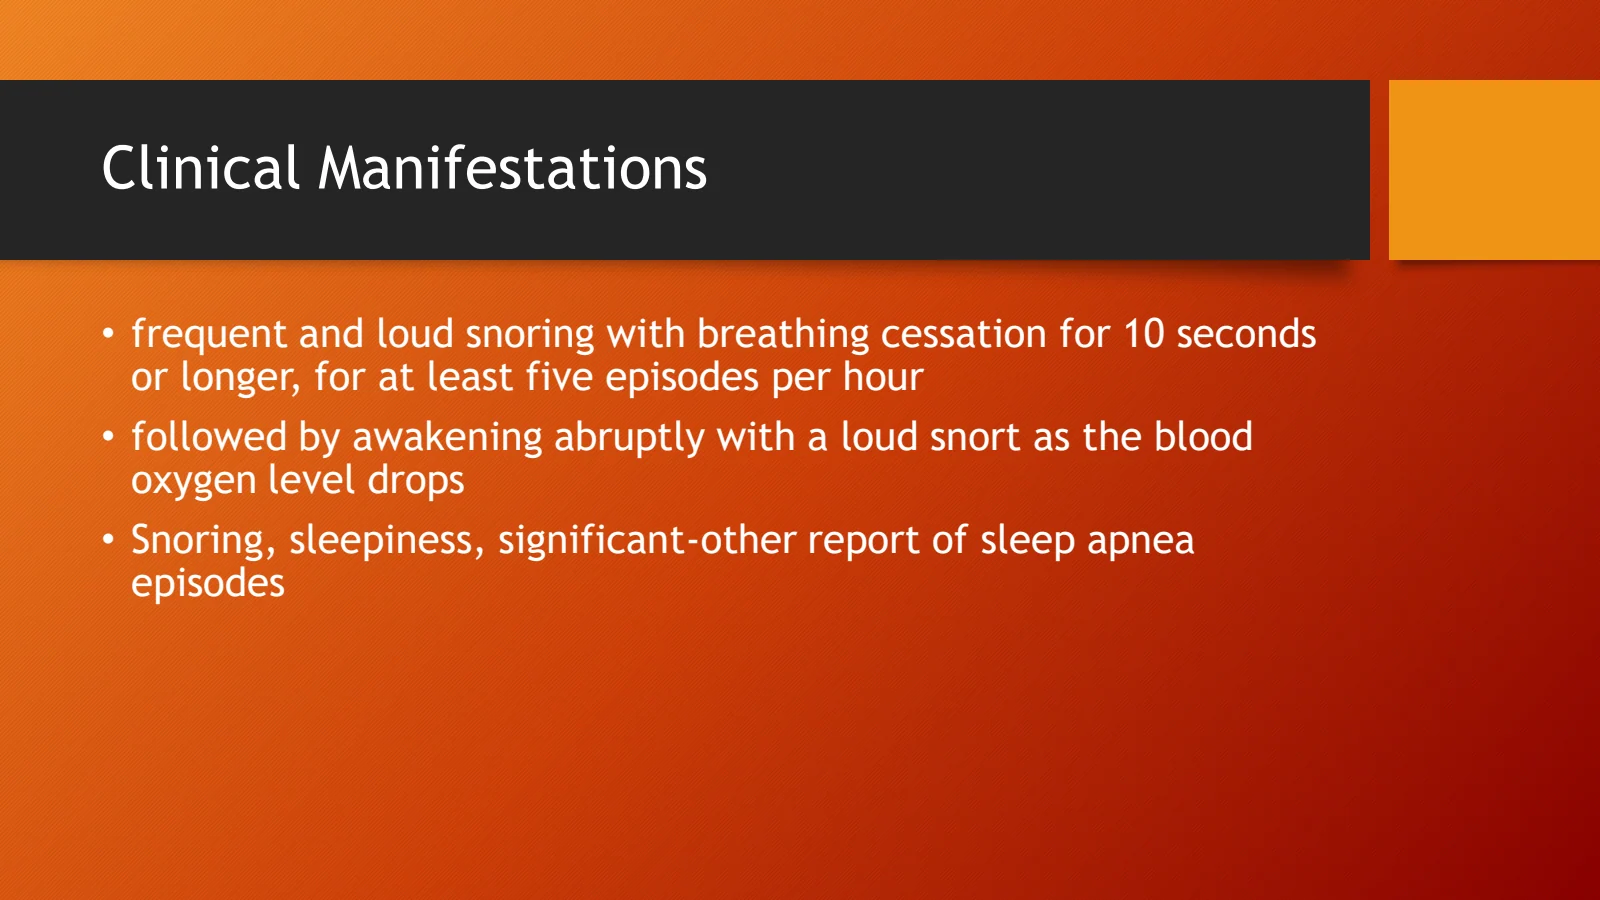 Clinical Manifestations
• frequent and loud snoring with breathing cessation for 10 seconds
or longer, for at least five episodes per hour
• followed by awakening abruptly with a loud snort as the blood
oxygen level drops
• Snoring, sleepiness, significant-other report of sleep apnea
episodes